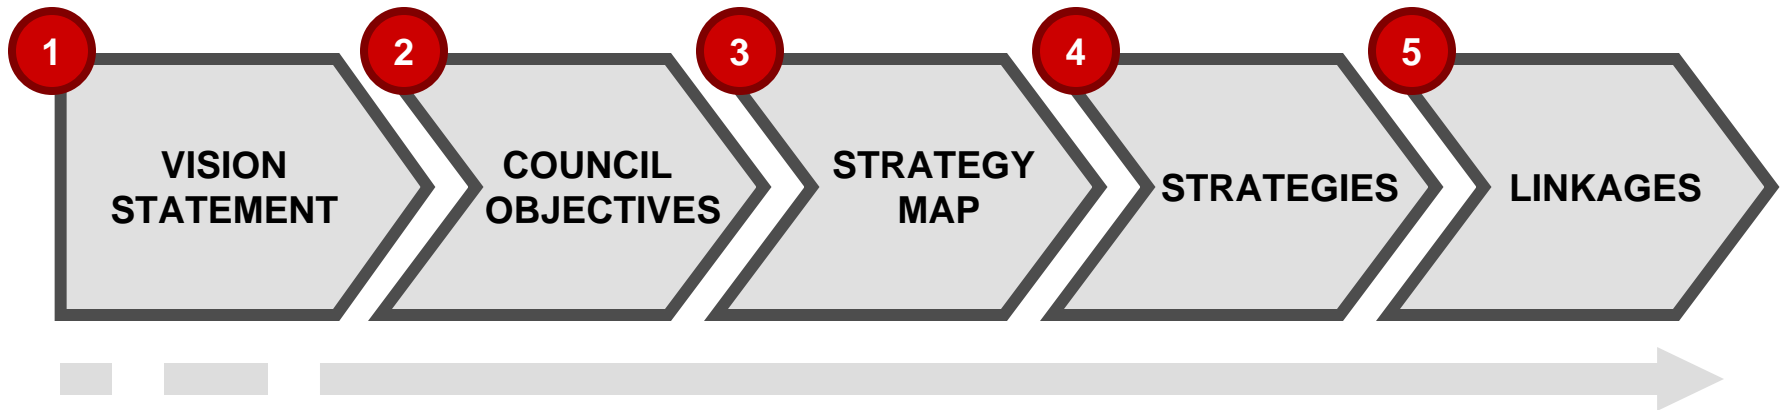 1
VISION
STATEMENT
2
COUNCIL
OBJECTIVES
3
STRATEGY
MAP
4
STRATEGIES
5
LINKAGES